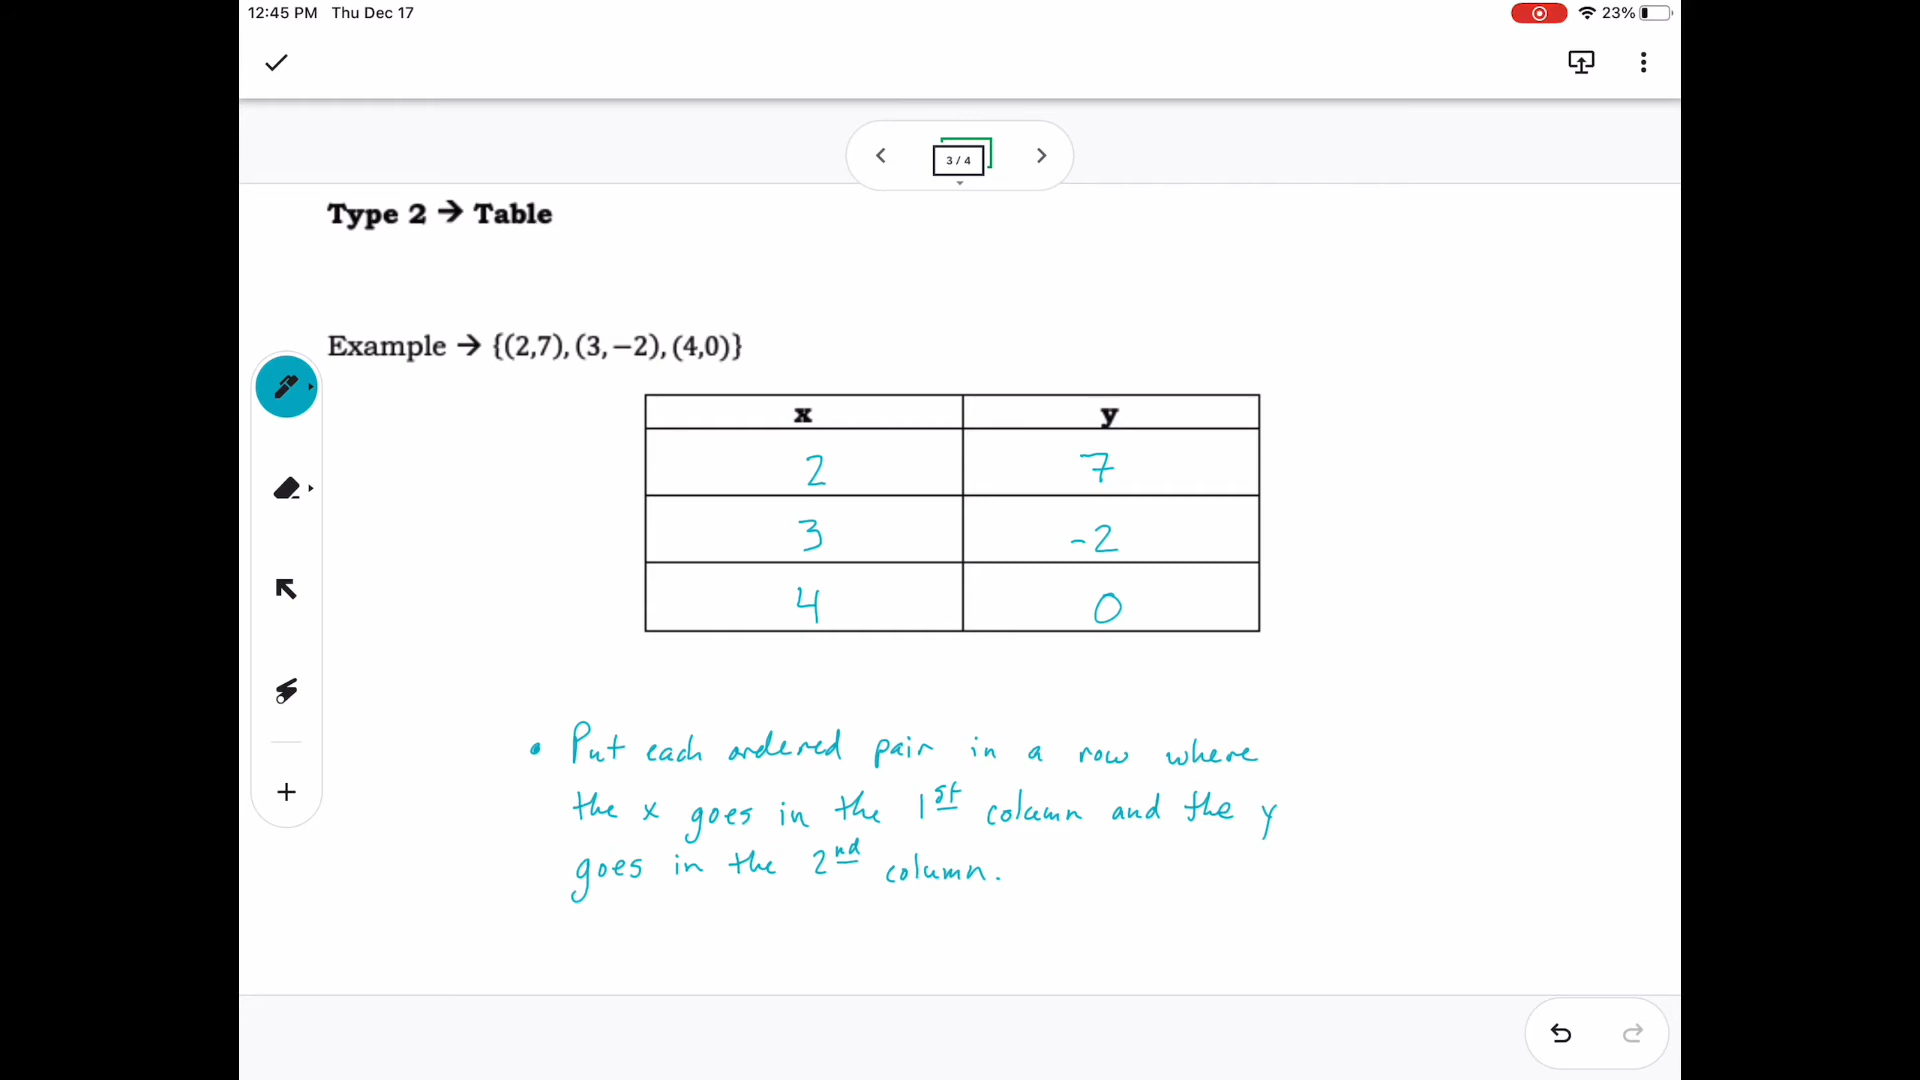 12:45 PM Thu Dec 17 23%
3 / 4
Type 2 → Table
Example → {(2,7), (3, −2), (4,0)}
x y
2 7
3 -2
4 0
• Put each ordered pair in a row where
the x goes in the 1st column and the y
goes in the 2nd column.